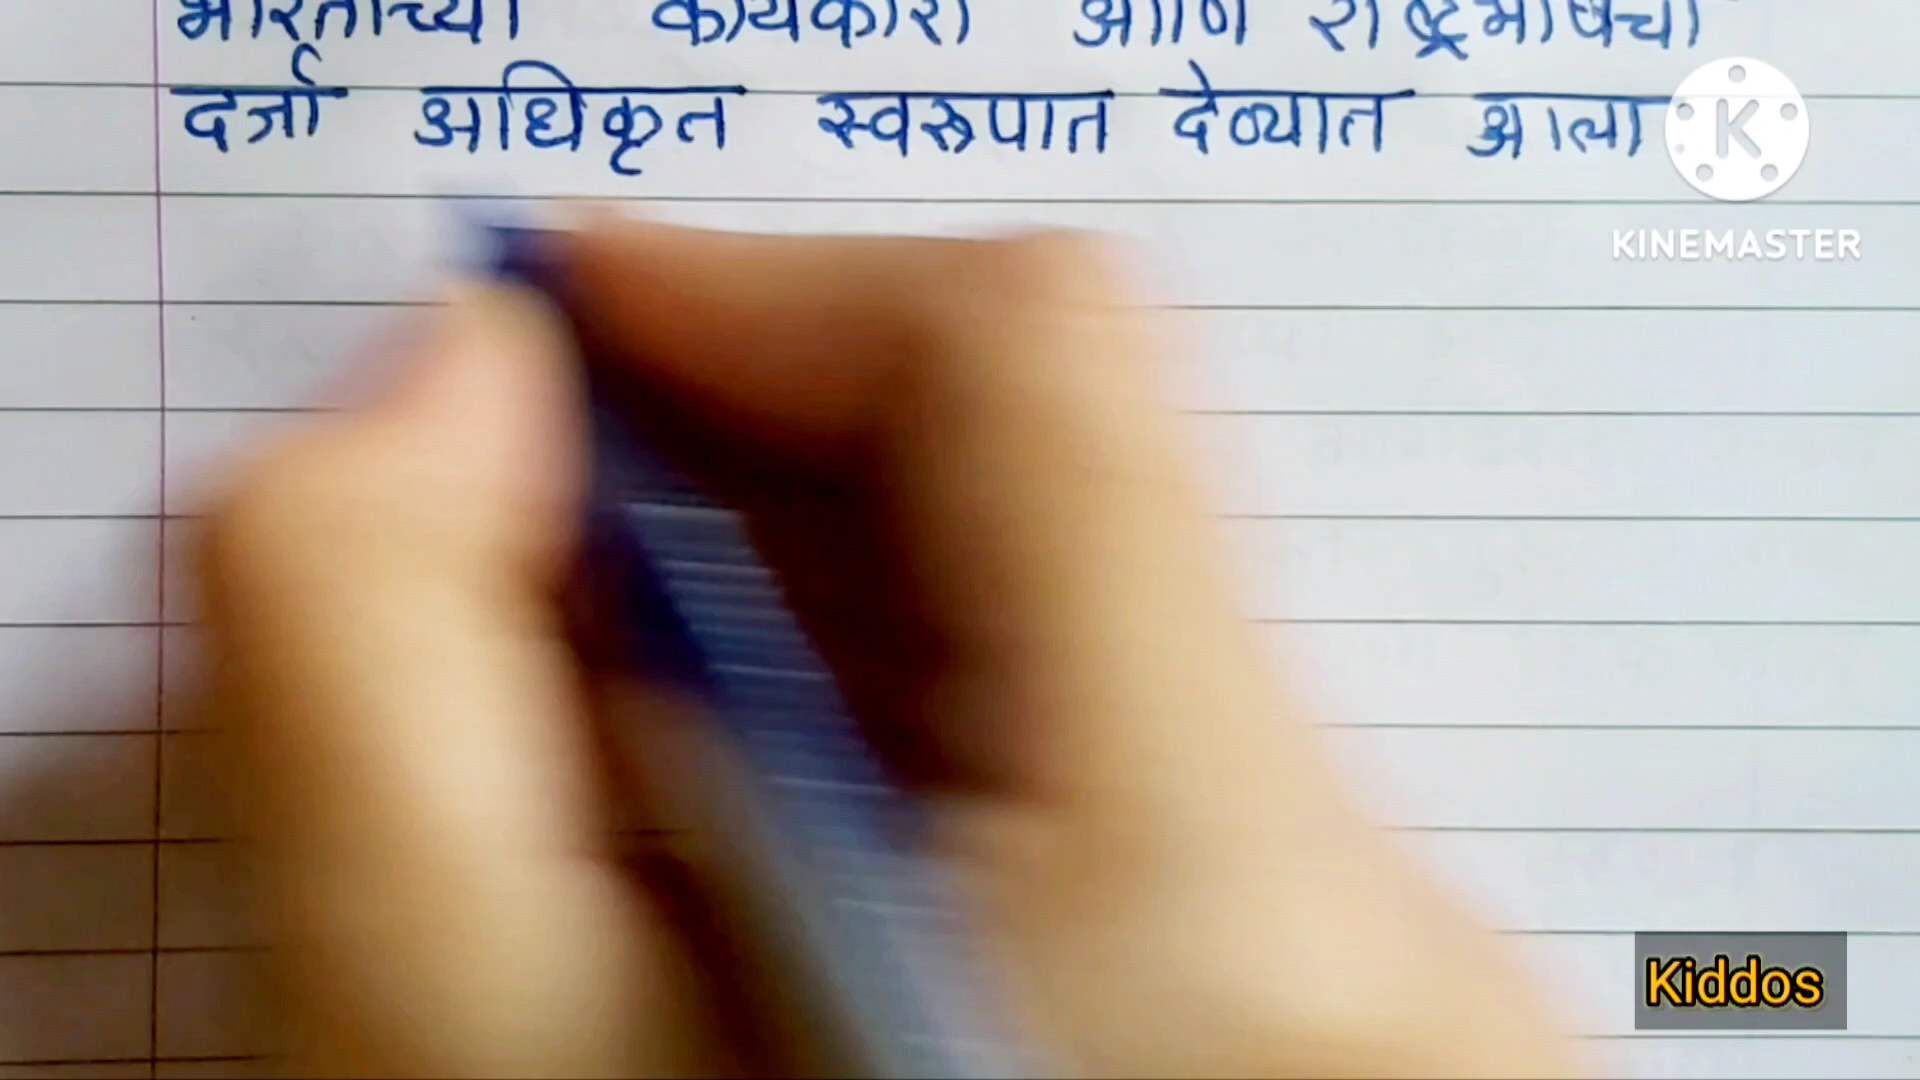 भारताच्या कार्यकारी आणि राष्ट्रभाषेचा
दर्जा अधिकृत स्वरूपात देण्यात आला
KINEMASTER
Kiddos